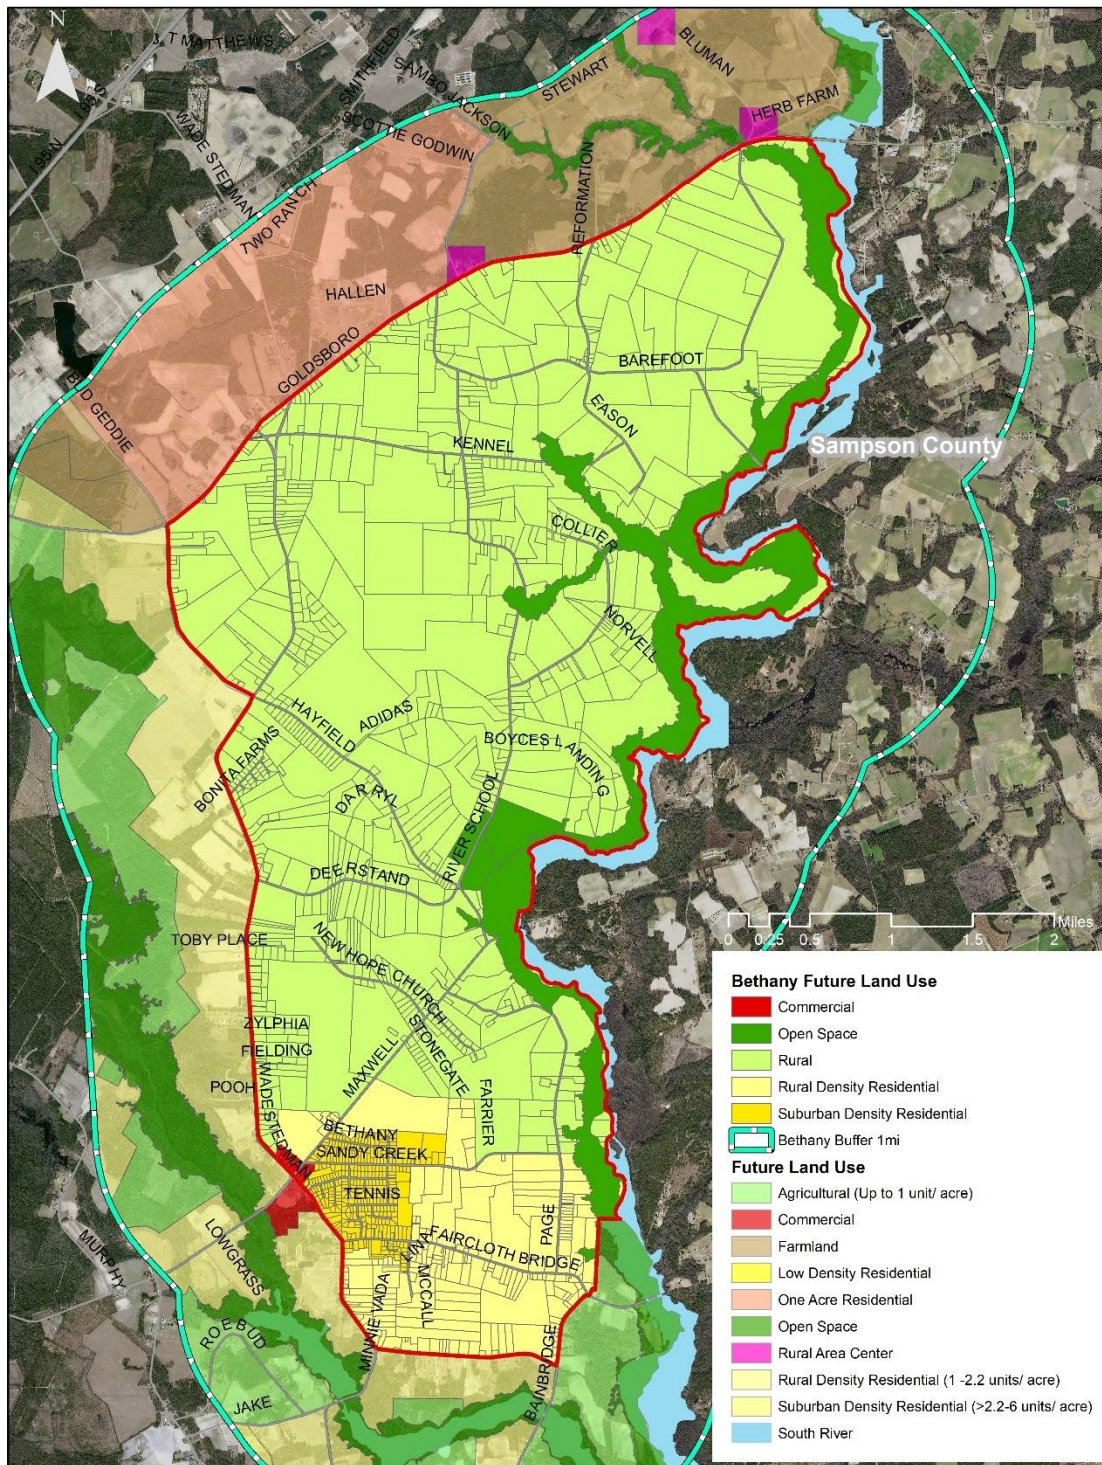 N
J T MATTHEWS
I 95 S
I 95 N
SMITHFIELD
SAMBO JACKSON
STEWART
BLUMAN
HERB FARM
WADE STEDMAN
SCOTTIE GODWIN
TWO RANCH
REFORMATION
HALLEN
GOLDSBORO
BUD GEDDIE
BAREFOOT
EASON
KENNEL
Sampson County
COLLIER
NORVELL
HAYFIELD
ADIDAS
BONITA FARMS
BOYCES LANDING
DARRYL
RIVER SCHOOL
DEERSTAND
TOBY PLACE
NEW HOPE CHURCH
Miles
0 0.25 0.5 1 1.5 2
ZYLPHIA
FIELDING
POOH
WADE STEDMAN
MAXWELL
STONEGATE
FARRIER
BETHANY
SANDY CREEK
TENNIS
LOWGRASS
MURPHY
LINA
FAIRCLOTH BRIDGE
PAGE
MCCALL
MINNIE VADA
ROEBUD
JAKE
BAINBRIDGE
Bethany Future Land Use
Commercial
Open Space
Rural
Rural Density Residential
Suburban Density Residential
Bethany Buffer 1mi
Future Land Use
Agricultural (Up to 1 unit/ acre)
Commercial
Farmland
Low Density Residential
One Acre Residential
Open Space
Rural Area Center
Rural Density Residential (1 -2.2 units/ acre)
Suburban Density Residential (>2.2-6 units/ acre)
South River